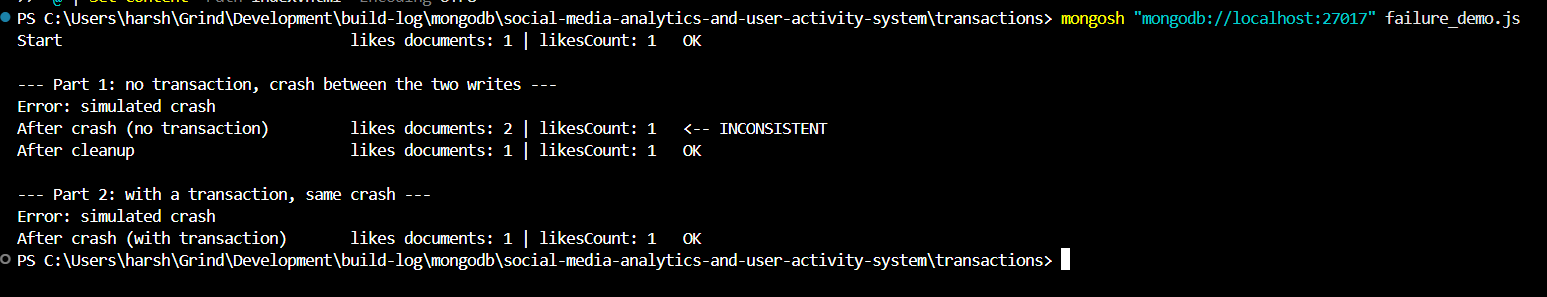 PS C:\Users\harsh\Grind\Development\build-log\mongodb\social-media-analytics-and-user-activity-system\transactions> mongosh "mongodb://localhost:27017" failure_demo.js
Start                                    likes documents: 1 | likesCount: 1   OK

--- Part 1: no transaction, crash between the two writes ---
Error: simulated crash
After crash (no transaction)             likes documents: 2 | likesCount: 1   <-- INCONSISTENT
After cleanup                            likes documents: 1 | likesCount: 1   OK

--- Part 2: with a transaction, same crash ---
Error: simulated crash
After crash (with transaction)           likes documents: 1 | likesCount: 1   OK
PS C:\Users\harsh\Grind\Development\build-log\mongodb\social-media-analytics-and-user-activity-system\transactions>